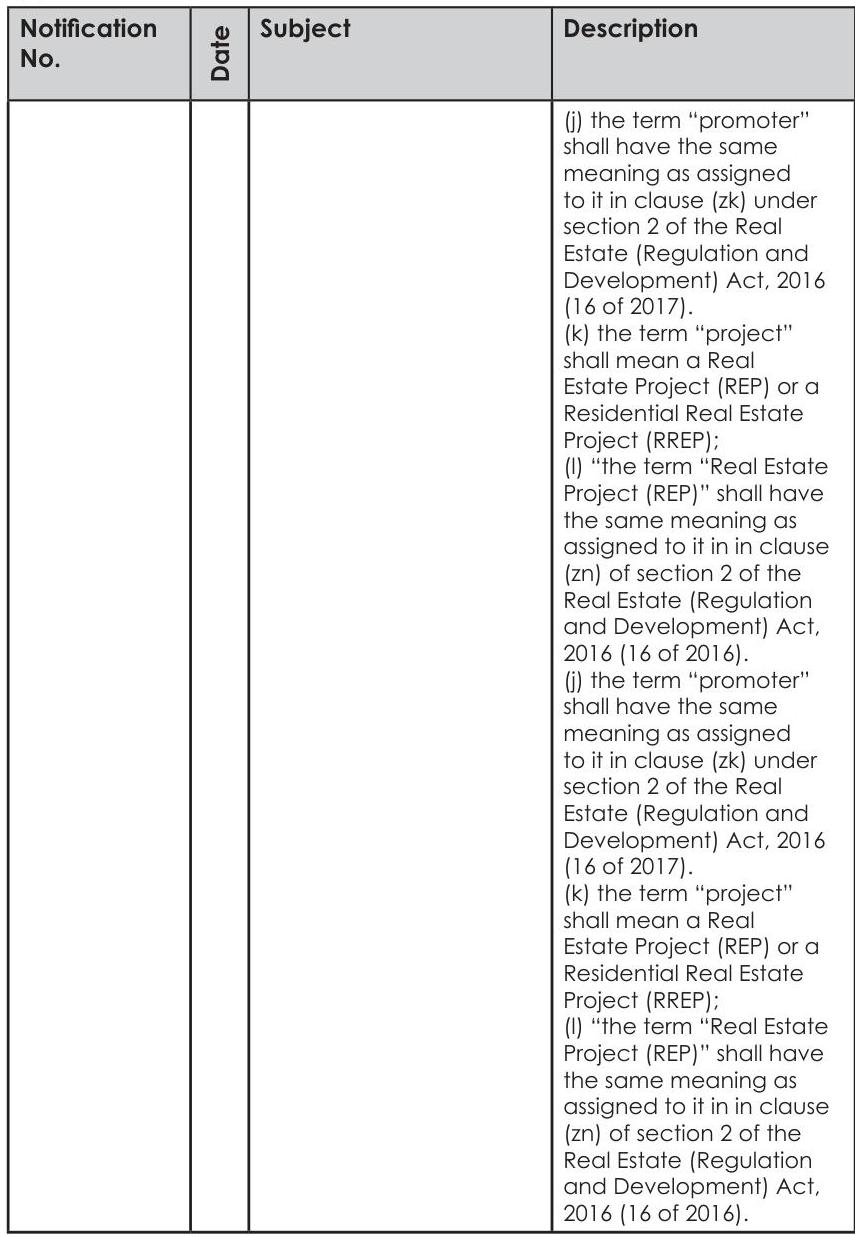 Notification
No.
Date
Subject
Description
(j) the term “promoter”
shall have the same
meaning as assigned
to it in clause (zk) under
section 2 of the Real
Estate (Regulation and
Development) Act, 2016
(16 of 2017).
(k) the term “project”
shall mean a Real
Estate Project (REP) or a
Residential Real Estate
Project (RREP);
(l) “the term “Real Estate
Project (REP)” shall have
the same meaning as
assigned to it in in clause
(zn) of section 2 of the
Real Estate (Regulation
and Development) Act,
2016 (16 of 2016).
(j) the term “promoter”
shall have the same
meaning as assigned
to it in clause (zk) under
section 2 of the Real
Estate (Regulation and
Development) Act, 2016
(16 of 2017).
(k) the term “project”
shall mean a Real
Estate Project (REP) or a
Residential Real Estate
Project (RREP);
(l) “the term “Real Estate
Project (REP)” shall have
the same meaning as
assigned to it in in clause
(zn) of section 2 of the
Real Estate (Regulation
and Development) Act,
2016 (16 of 2016).